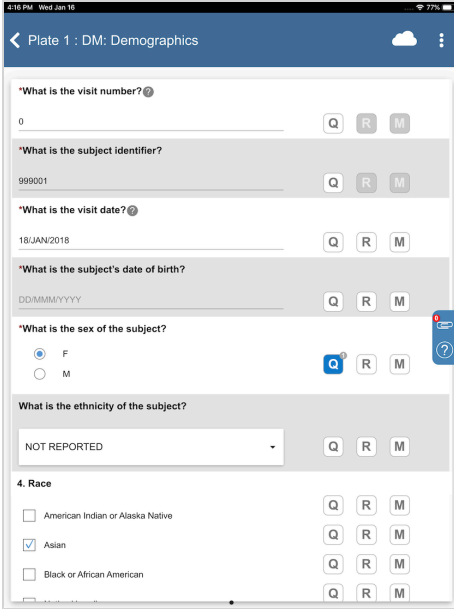 4:16 PM Wed Jan 16 77%
Plate 1 : DM: Demographics
*What is the visit number? ?
0 Q R M
*What is the subject identifier?
999001 Q R M
*What is the visit date? ?
18/JAN/2018 Q R M
*What is the subject's date of birth?
DD/MMM/YYYY Q R M
0
?
*What is the sex of the subject?
F
Q 1 R M
M
What is the ethnicity of the subject?
NOT REPORTED Q R M
4. Race
American Indian or Alaska Native Q R M
Asian Q R M
Black or African American Q R M
Q R M